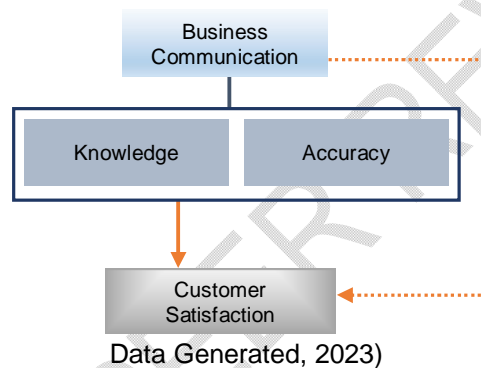 Business
Communication
Knowledge
Accuracy
Customer
Satisfaction
Data Generated, 2023)